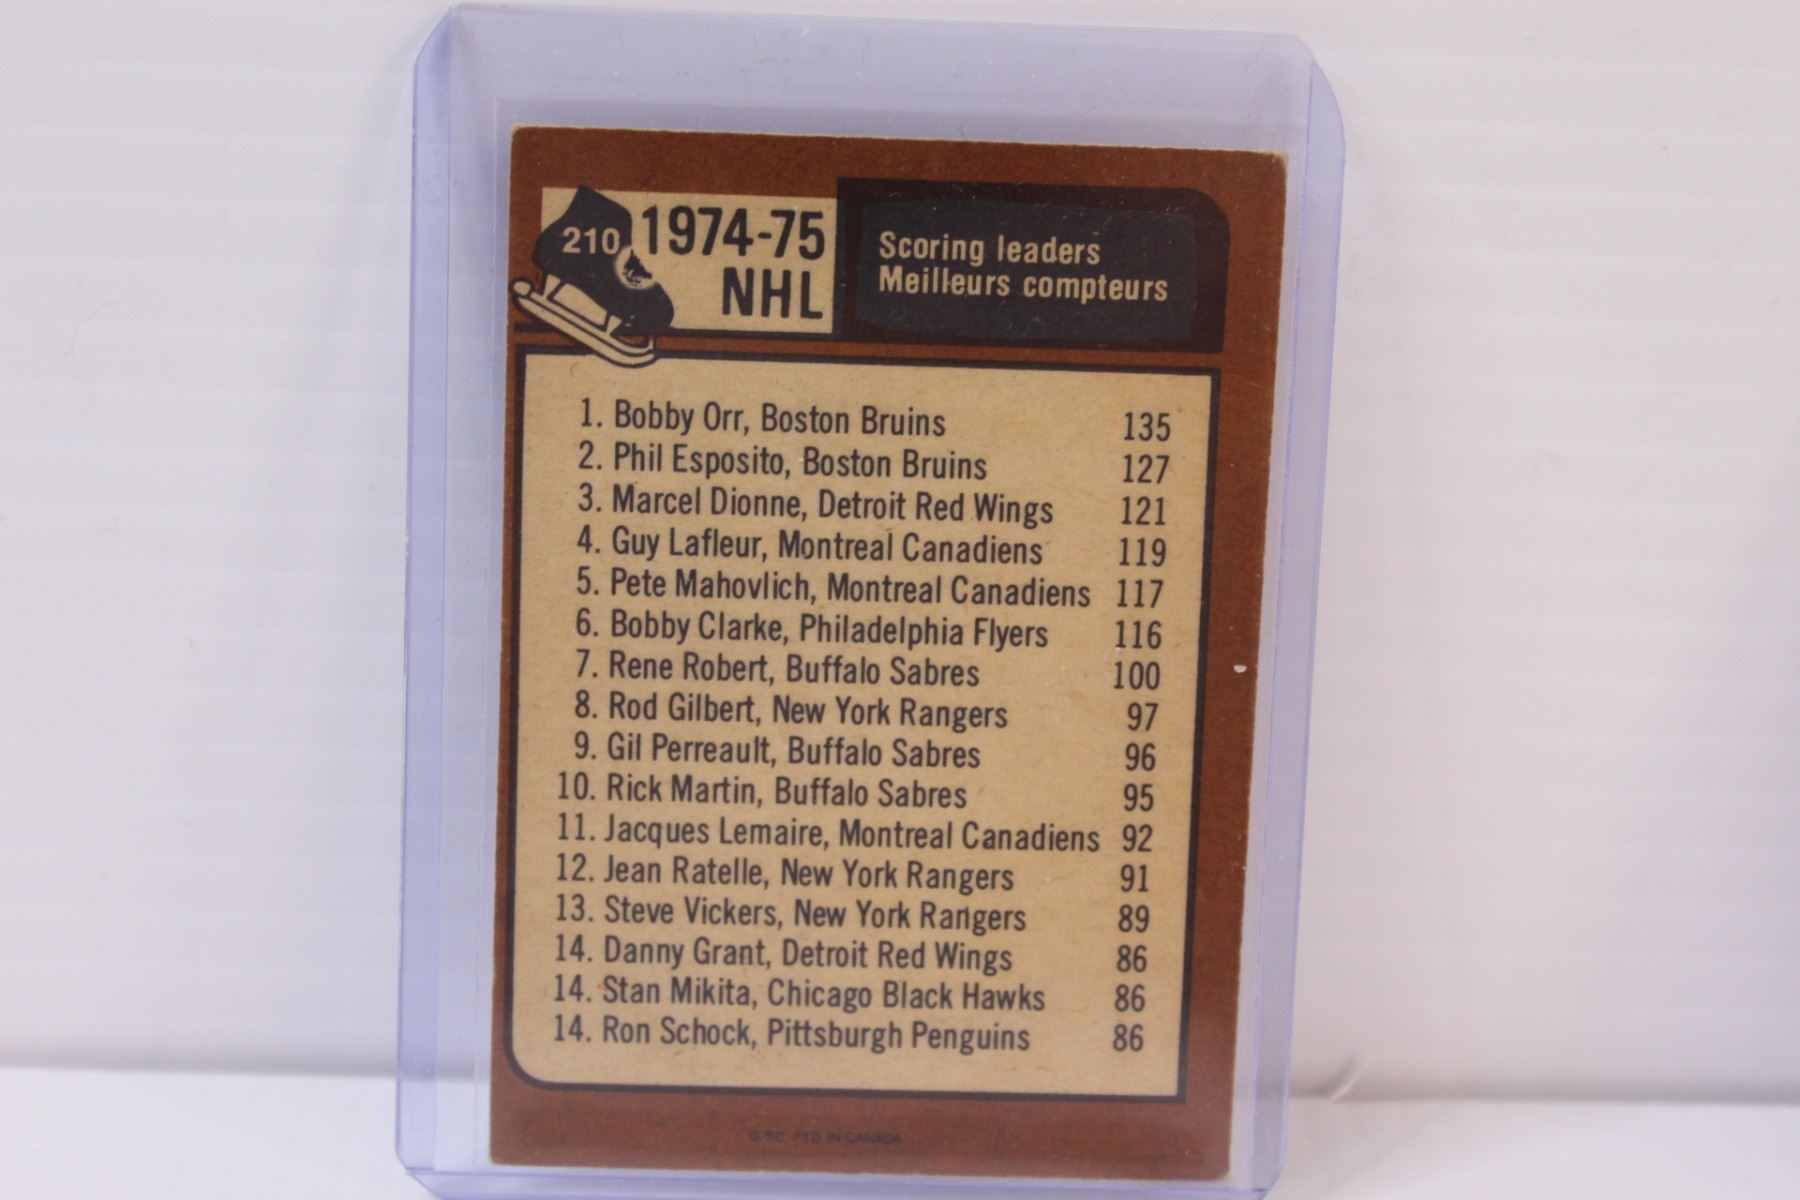 210
1974-75
NHL
Scoring leaders
Meilleurs compteurs
1. Bobby Orr, Boston Bruins 135
2. Phil Esposito, Boston Bruins 127
3. Marcel Dionne, Detroit Red Wings 121
4. Guy Lafleur, Montreal Canadiens 119
5. Pete Mahovlich, Montreal Canadiens 117
6. Bobby Clarke, Philadelphia Flyers 116
7. Rene Robert, Buffalo Sabres 100
8. Rod Gilbert, New York Rangers 97
9. Gil Perreault, Buffalo Sabres 96
10. Rick Martin, Buffalo Sabres 95
11. Jacques Lemaire, Montreal Canadiens 92
12. Jean Ratelle, New York Rangers 91
13. Steve Vickers, New York Rangers 89
14. Danny Grant, Detroit Red Wings 86
14. Stan Mikita, Chicago Black Hawks 86
14. Ron Schock, Pittsburgh Penguins 86
PTD IN CANADA